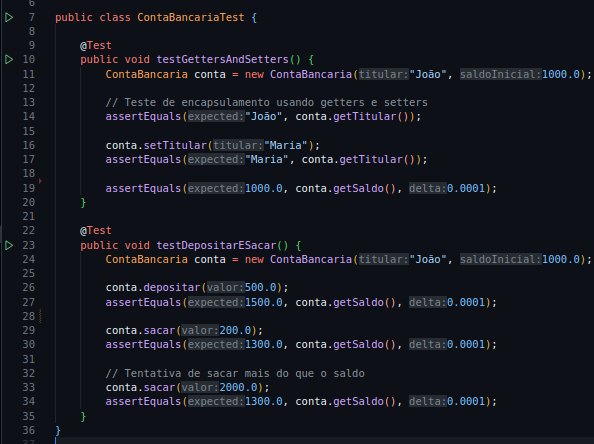 6
7 public class ContaBancariaTest {
8
9 @Test
10 public void testGettersAndSetters() {
11 ContaBancaria conta = new ContaBancaria(titular:"João", saldoInicial:1000.0);
12
13 // Teste de encapsulamento usando getters e setters
14 assertEquals(expected:"João", conta.getTitular());
15
16 conta.setTitular(titular:"Maria");
17 assertEquals(expected:"Maria", conta.getTitular());
18
19 assertEquals(expected:1000.0, conta.getSaldo(), delta:0.0001);
20 }
21
22 @Test
23 public void testDepositarESacar() {
24 ContaBancaria conta = new ContaBancaria(titular:"João", saldoInicial:1000.0);
25
26 conta.depositar(valor:500.0);
27 assertEquals(expected:1500.0, conta.getSaldo(), delta:0.0001);
28
29 conta.sacar(valor:200.0);
30 assertEquals(expected:1300.0, conta.getSaldo(), delta:0.0001);
31
32 // Tentativa de sacar mais do que o saldo
33 conta.sacar(valor:2000.0);
34 assertEquals(expected:1300.0, conta.getSaldo(), delta:0.0001);
35 }
36 }
37